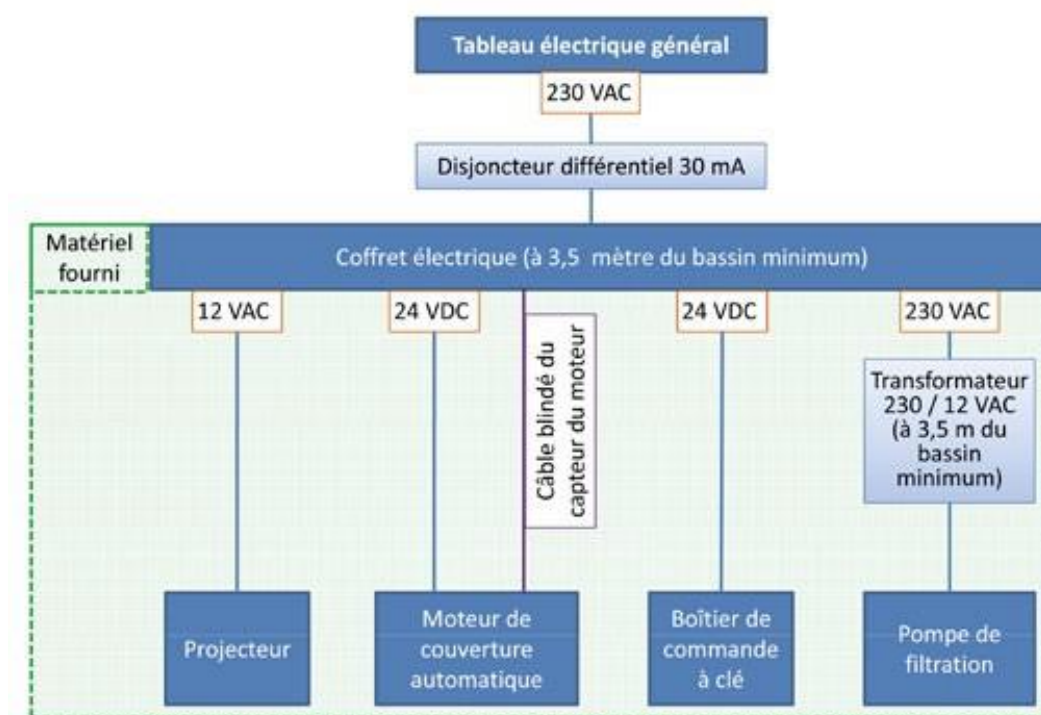 Tableau électrique général
230 VAC
Disjoncteur différentiel 30 mA
Matériel
fourni
Coffret électrique (à 3,5 mètre du bassin minimum)
12 VAC
24 VDC
24 VDC
230 VAC
Câble blindé du
capteur du moteur
Transformateur
230 / 12 VAC
(à 3,5 m du
bassin
minimum)
Projecteur
Moteur de
couverture
automatique
Boîtier de
commande
à clé
Pompe de
filtration